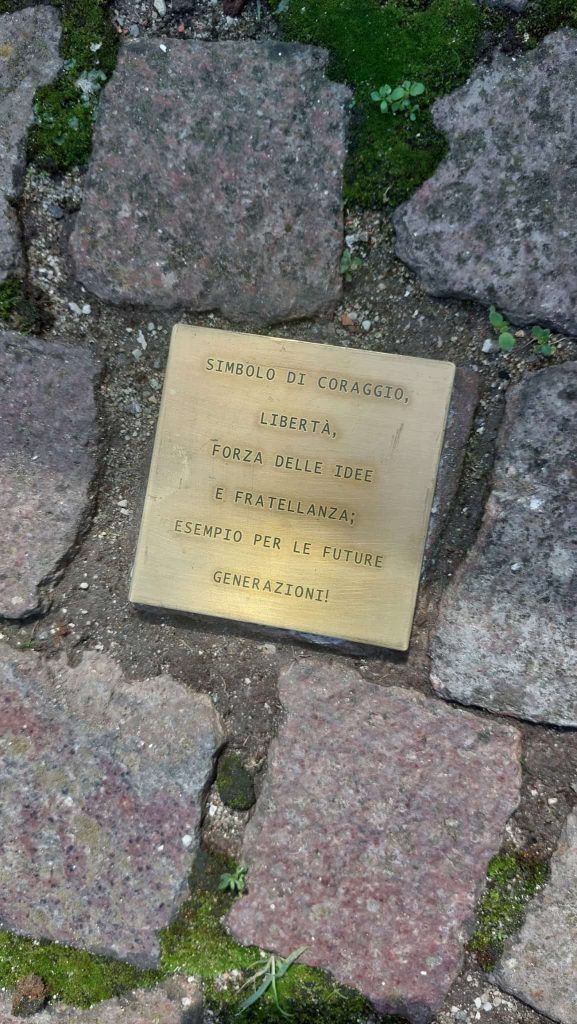 SIMBOLO DI CORAGGIO,
LIBERTÀ,
FORZA DELLE IDEE
E FRATELLANZA;
ESEMPIO PER LE FUTURE
GENERAZIONI!